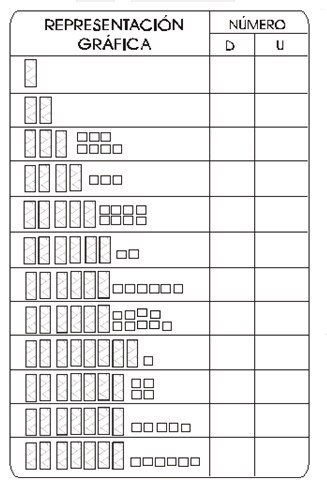 REPRESENTACIÓN
GRÁFICA
NÚMERO
D U